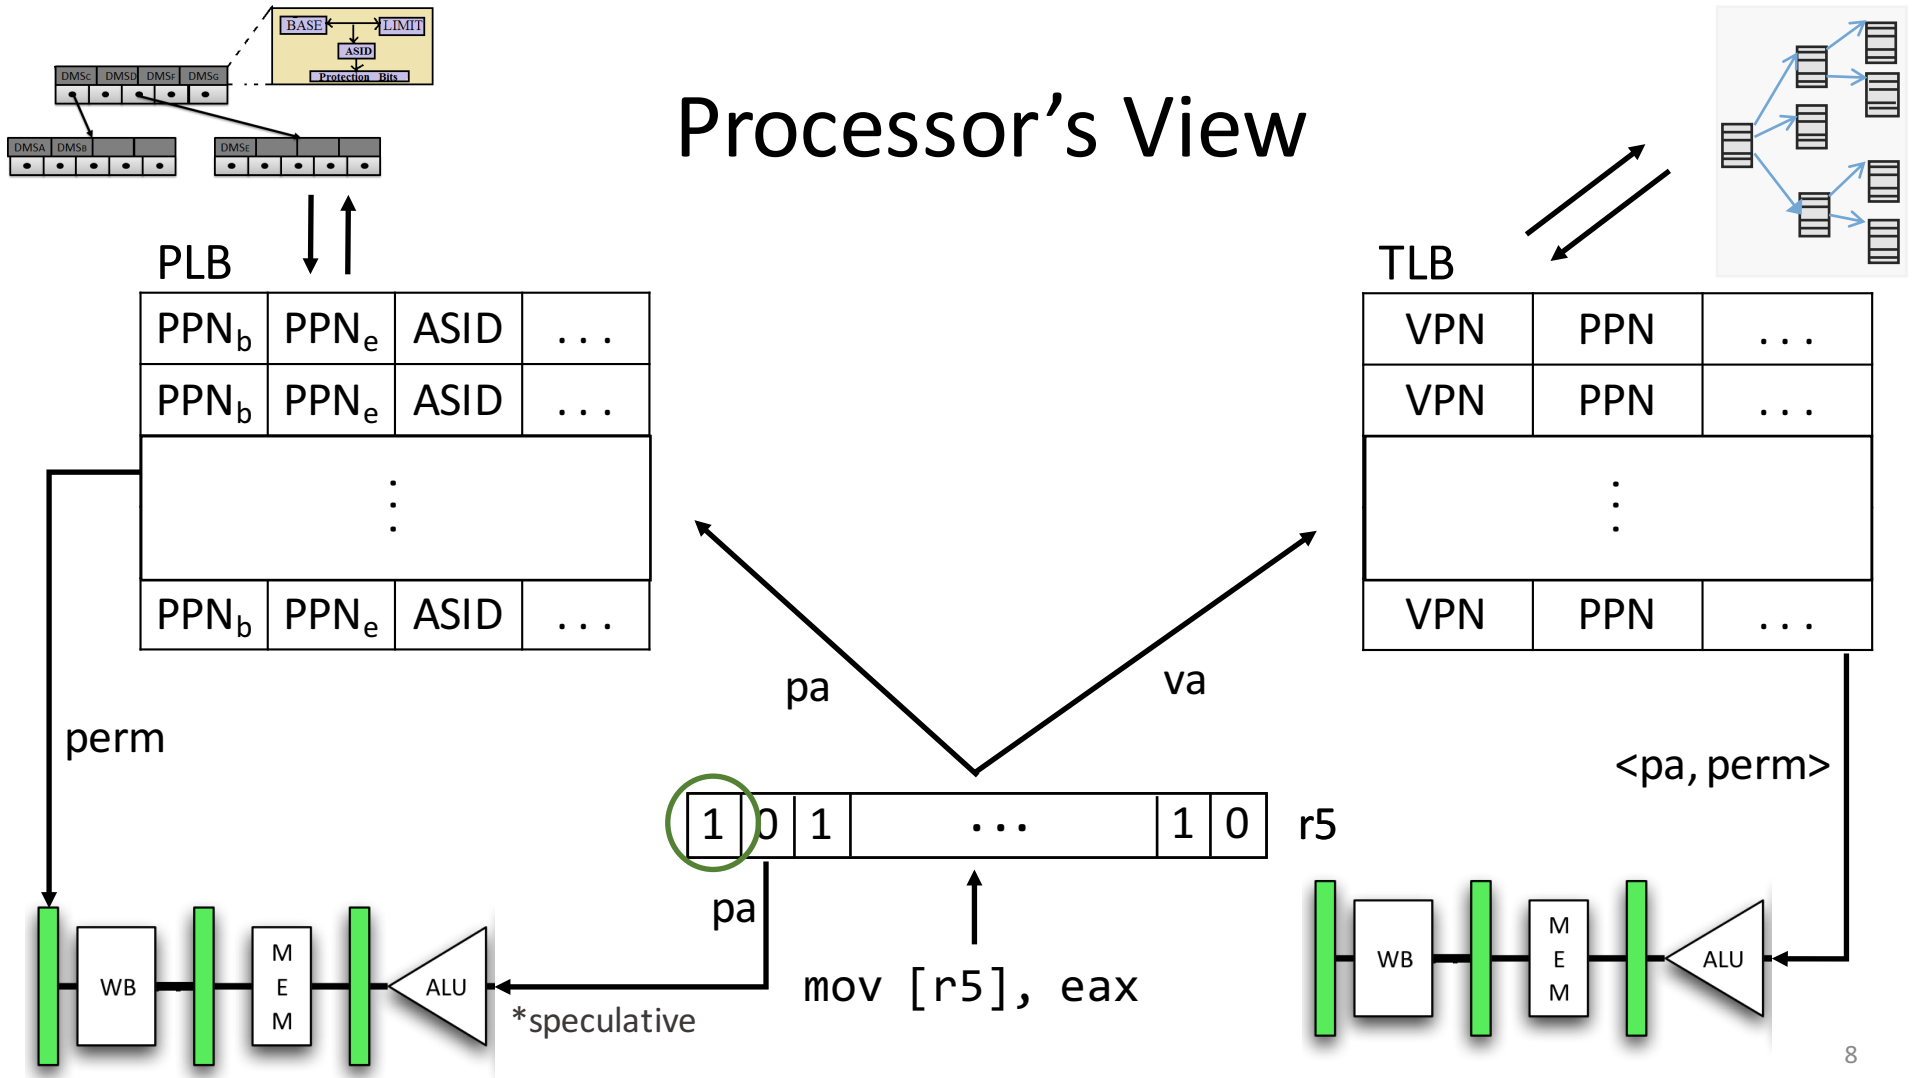 BASE LIMIT
ASID
Protection Bits
DMSC DMSD DMSF DMSG
DMSA DMSB
DMSE
Processor’s View
PLB
PPNb PPNe ASID ...
PPNb PPNe ASID ...
⋮
PPNb PPNe ASID ...
TLB
VPN PPN ...
VPN PPN ...
⋮
VPN PPN ...
pa
va
perm
<pa, perm>
1 0 1 ... 1 0 r5
pa
mov [r5], eax
*speculative
WB MEM ALU
WB MEM ALU
8